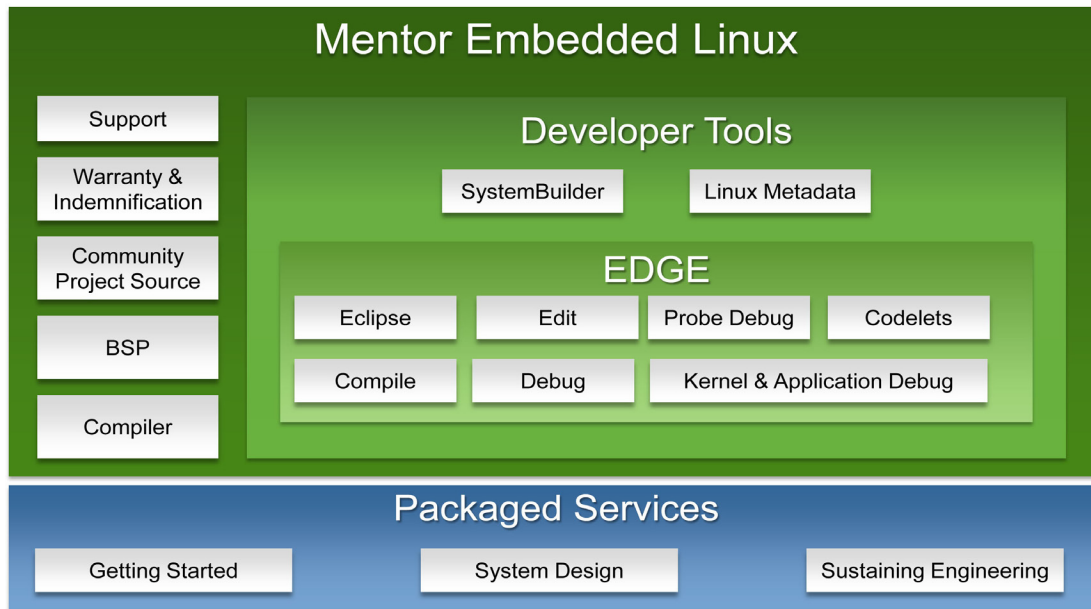 Mentor Embedded Linux
Support
Warranty &
Indemnification
Community
Project Source
BSP
Compiler
Developer Tools
SystemBuilder
Linux Metadata
EDGE
Eclipse
Edit
Probe Debug
Codelets
Compile
Debug
Kernel & Application Debug
Packaged Services
Getting Started
System Design
Sustaining Engineering